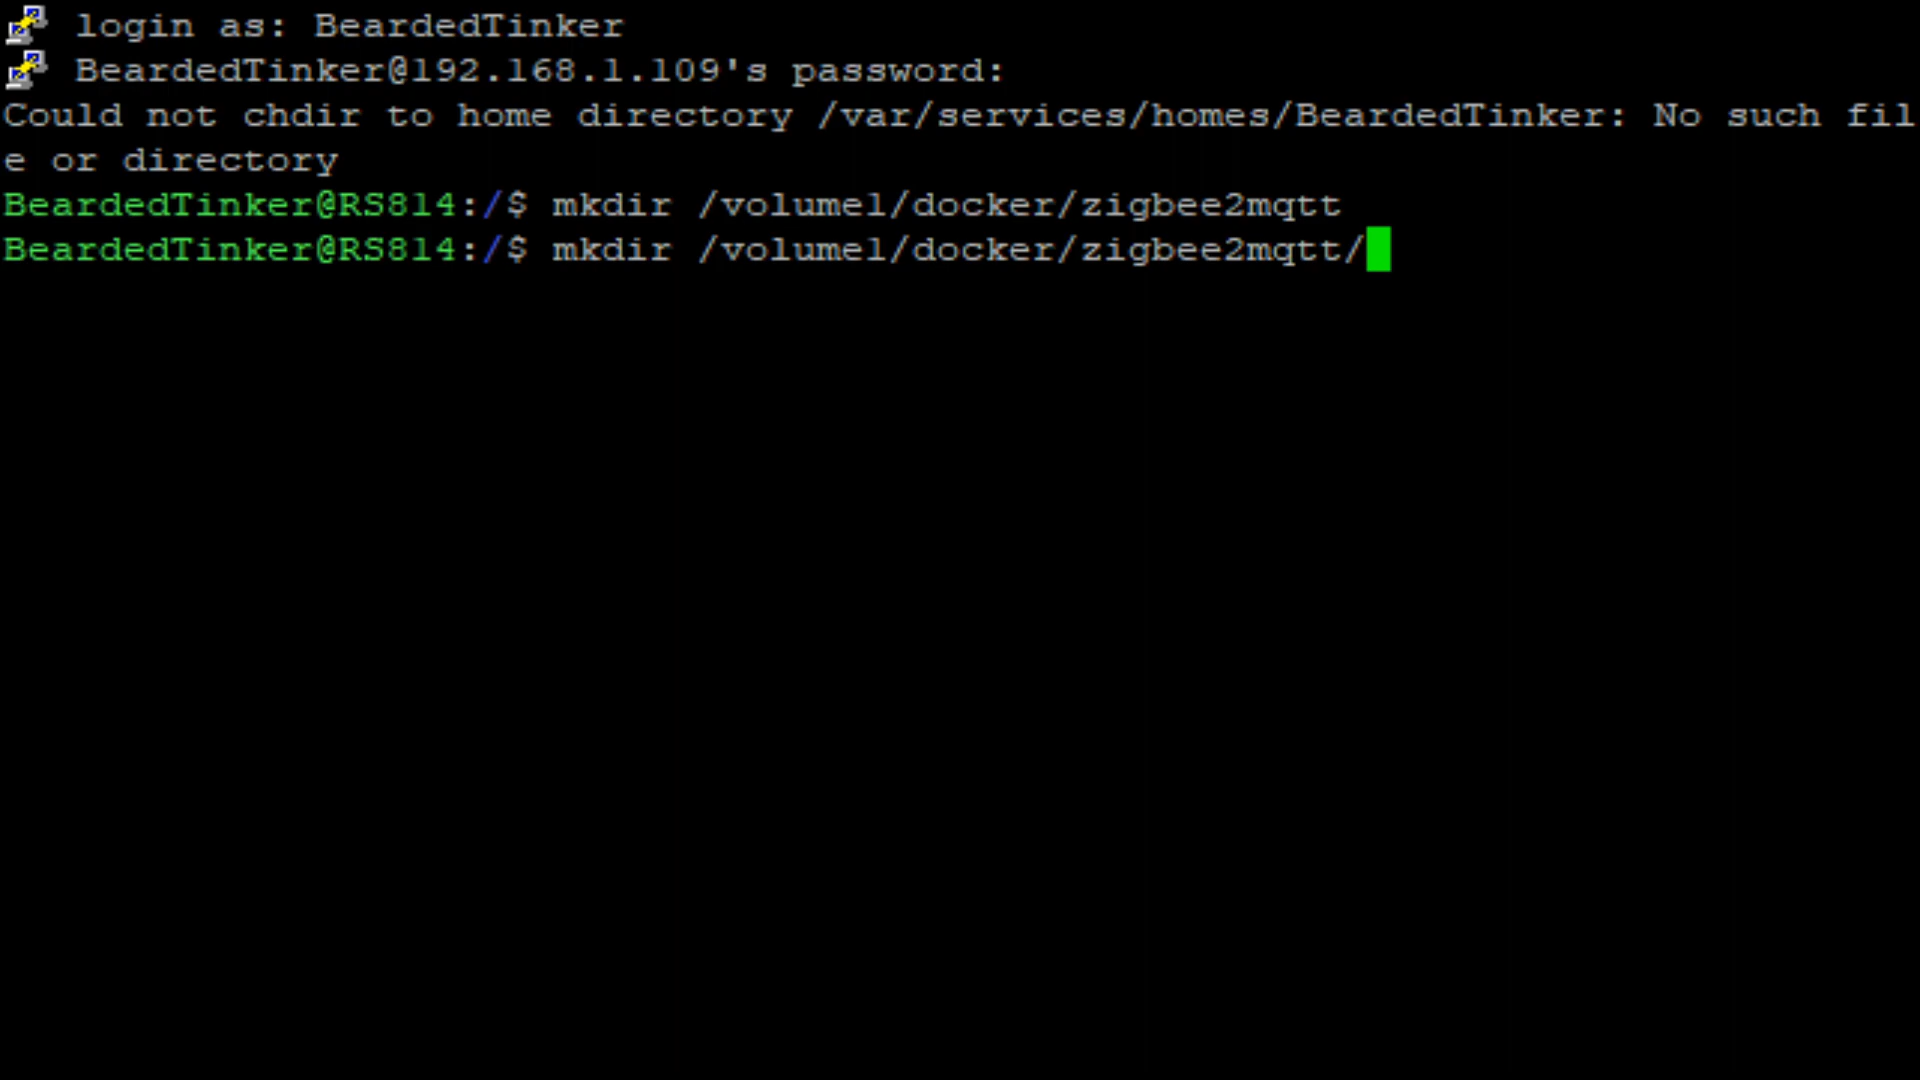 login as: BeardedTinker
BeardedTinker@192.168.1.109's password:
Could not chdir to home directory /var/services/homes/BeardedTinker: No such fil
e or directory
BeardedTinker@RS814:/$ mkdir /volume1/docker/zigbee2mqtt
BeardedTinker@RS814:/$ mkdir /volume1/docker/zigbee2mqtt/